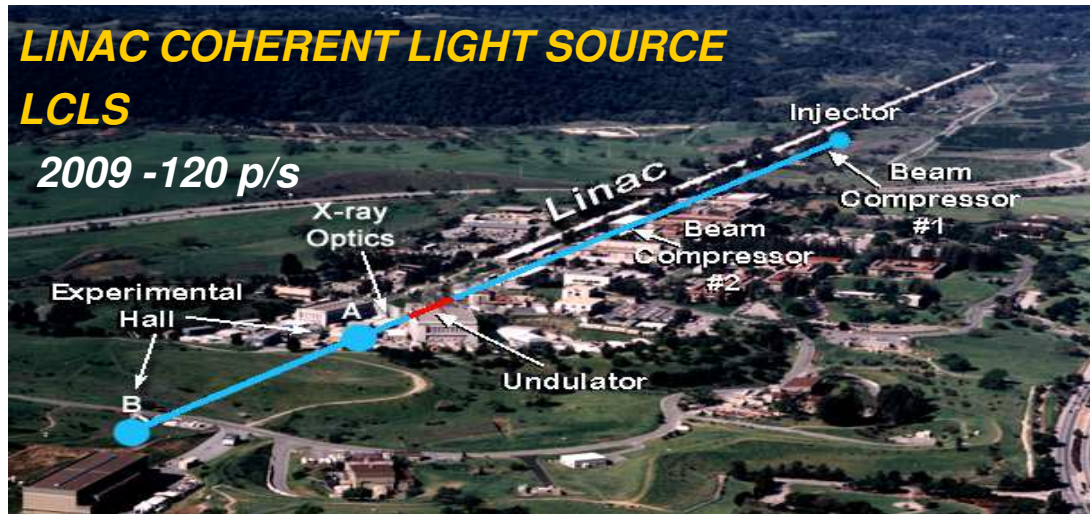 LINAC COHERENT LIGHT SOURCE
LCLS
2009 -120 p/s
Injector
Linac
Beam
Compressor
#1
X-ray
Optics
Beam
Compressor
#2
Experimental
Hall
A
Undulator
B